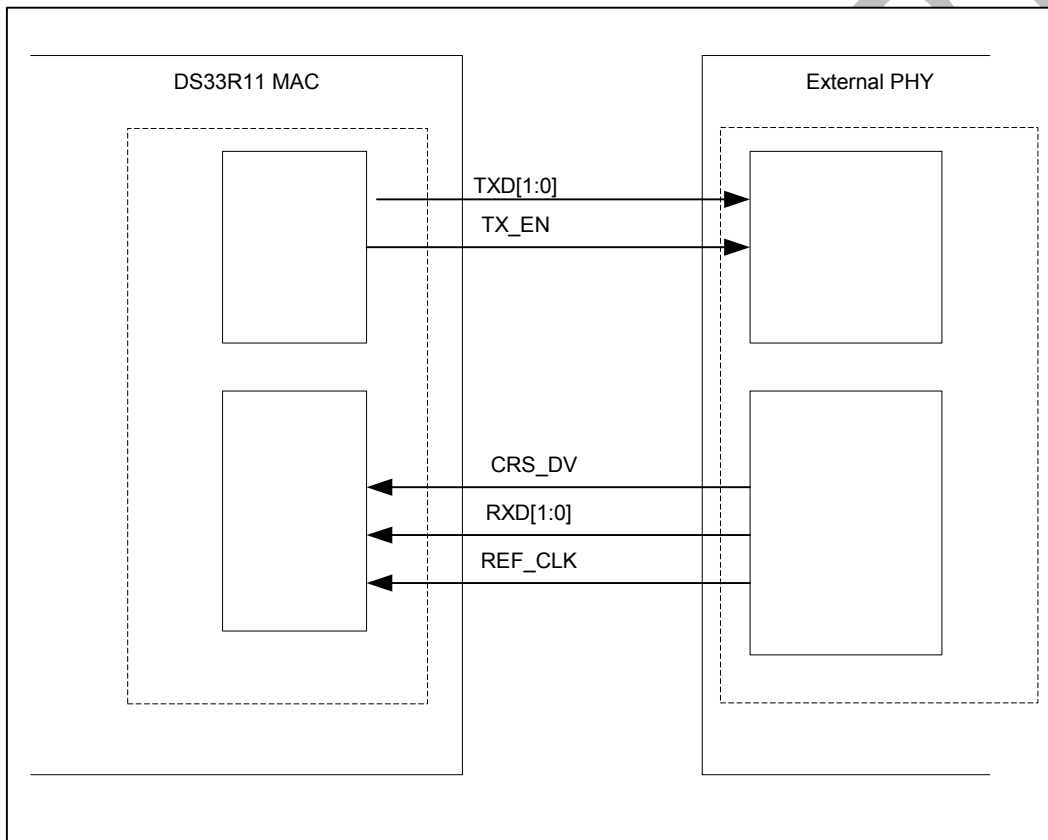 DS33R11 MAC
External PHY
TXD[1:0]
TX_EN
CRS_DV
RXD[1:0]
REF_CLK